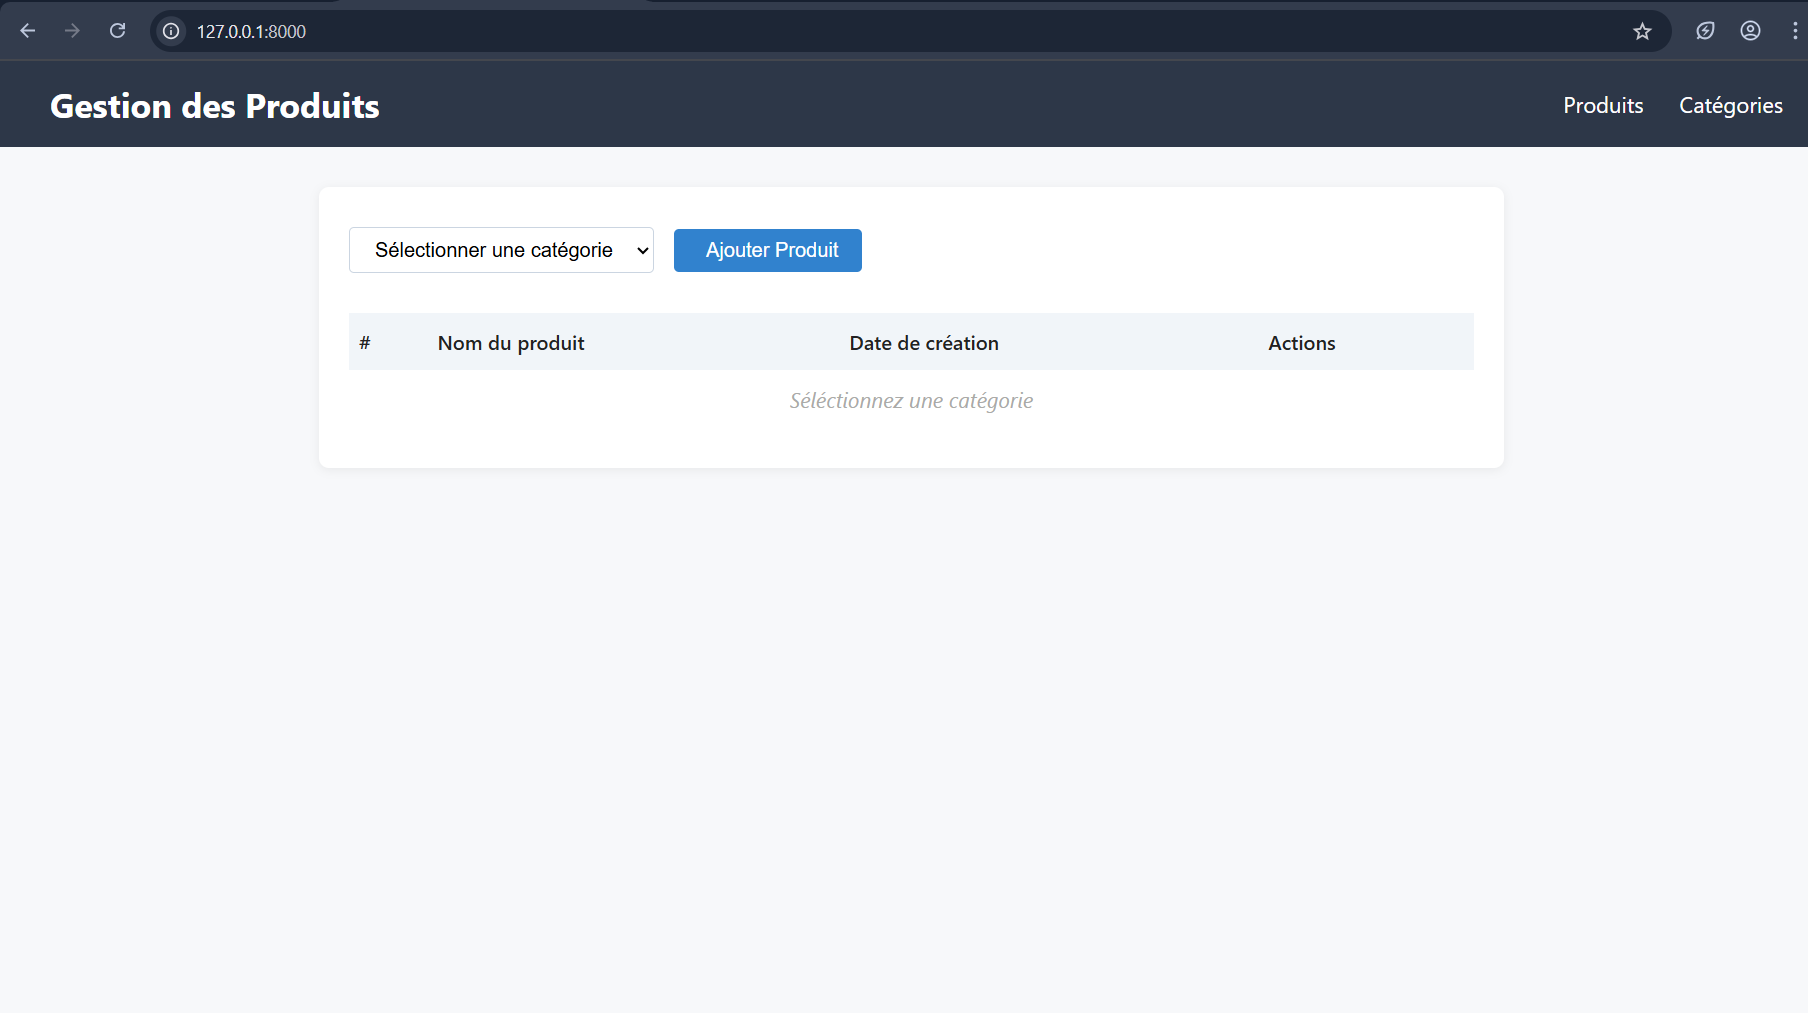 127.0.0.1:8000
Gestion des Produits
Produits Catégories
Sélectionner une catégorie Ajouter Produit
# Nom du produit Date de création Actions
Séléctionnez une catégorie